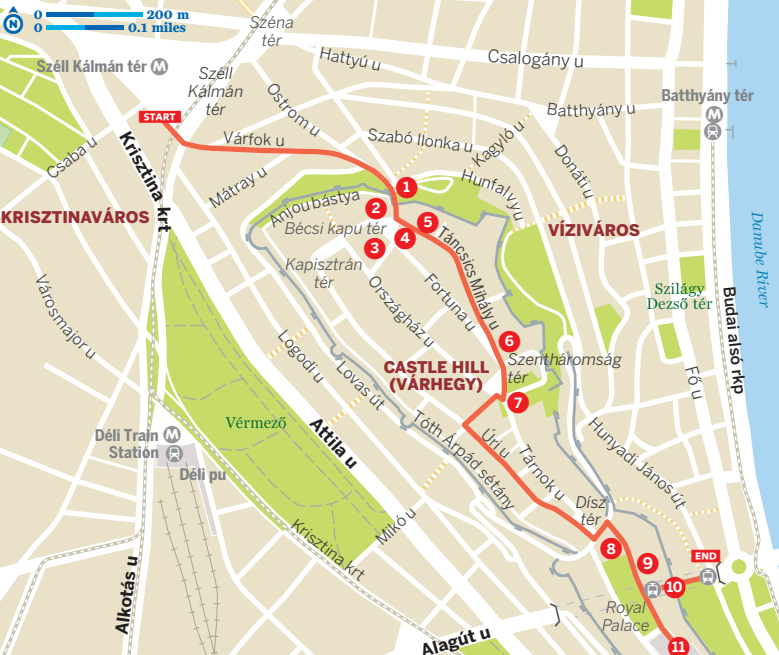 N
0 200 m
0 0.1 miles
Széna
tér
Hattyú u
Csalogány u
Széll Kálmán tér M
Széll
Kálmán
tér
Batthyány tér
M
Ostrom u
Batthyány u
START
Várfok u
Szabó Ilonka u
Kagyló u
Csaba u
Krisztina krt
Donáti u
Mátray u
Hunfalvy u
1
Anjou bástya
2
KRISZTINAVÁROS
Bécsi kapu tér
5
4
3
Táncsics Mihály u
VÍZIVÁROS
Danube River
Kapisztrán
tér
Országház u
Fortuna u
Szilágy
Dezső tér
Budai alsó rkp
Városmajor u
Logodi u
Lovas út
6
Szentháromság
tér
CASTLE HILL
(VÁRHEGY)
Fő u
7
Vérmező
Attila u
Tóth Árpád sétány
Úri u
Tárnok u
Hunyadi János út
Déli Train M
Station
Déli pu
Dísz
tér
Mikó u
Krisztina krt
8
9
END
10
Alkotás u
Royal
Palace
Alagút u
11